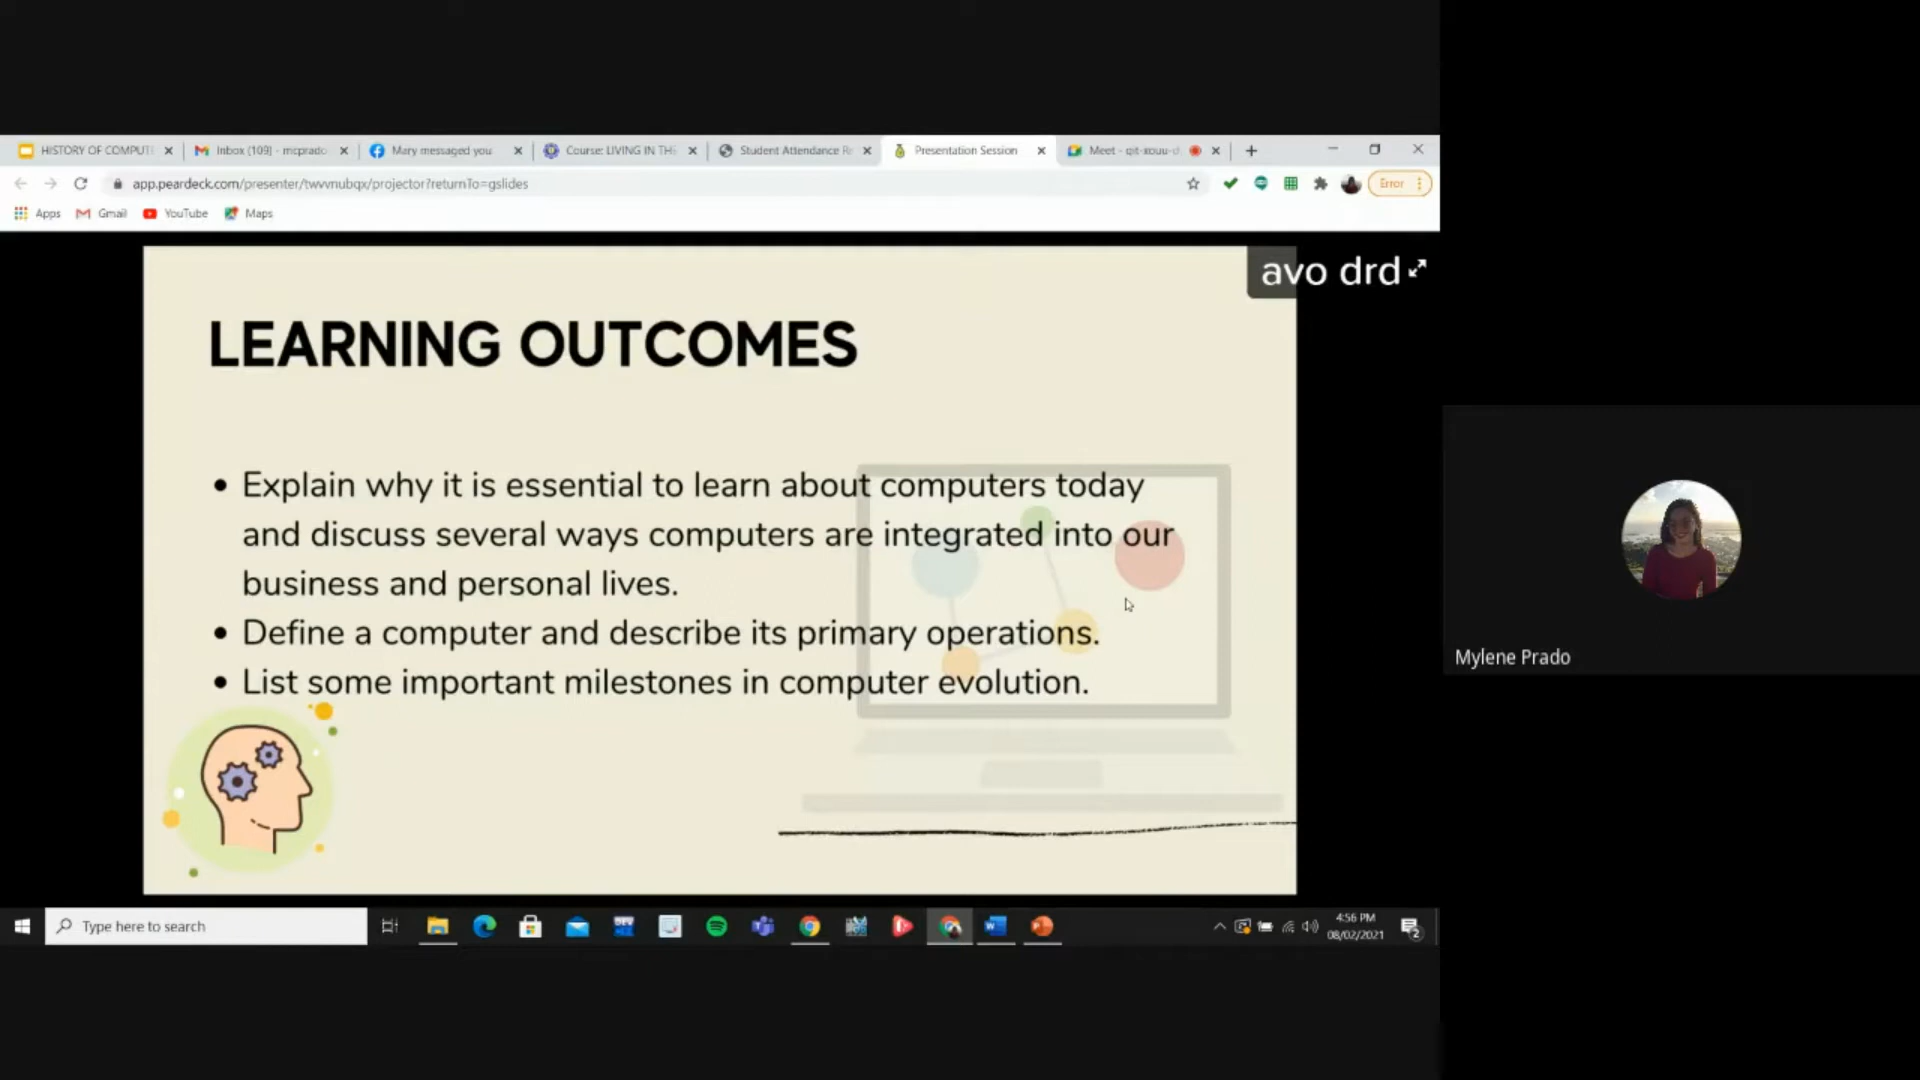 HISTORY OF COMPUT
Inbox (109) - mcprado
Mary messaged you
Course: LIVING IN THE
Student Attendance Re
Presentation Session
Meet
app.peardeck.com/presenter/twvvnubqx/projector?returnTo=gslides
Error
Apps
Gmail
YouTube
Maps
avo drd
LEARNING OUTCOMES
• Explain why it is essential to learn about computers today
and discuss several ways computers are integrated into our
business and personal lives.
• Define a computer and describe its primary operations.
• List some important milestones in computer evolution.
Mylene Prado
Type here to search
4:56 PM
08/02/2021
2